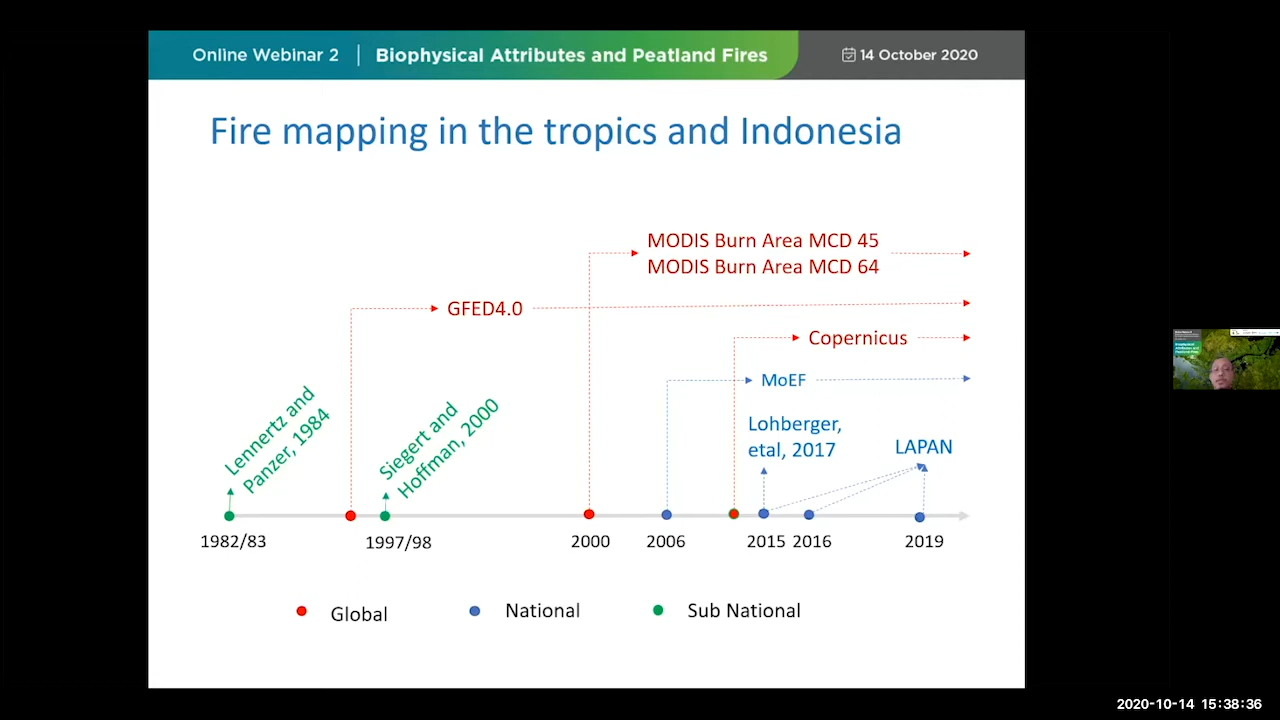 Online Webinar 2 | Biophysical Attributes and Peatland Fires
14 October 2020
Fire mapping in the tropics and Indonesia
MODIS Burn Area MCD 45
MODIS Burn Area MCD 64
GFED4.0
Copernicus
MoEF
Lennertz and
Panzer, 1984
Siegert and
Hoffman, 2000
Lohberger,
etal, 2017
LAPAN
1982/83
1997/98
2000
2006
2015
2016
2019
Global
National
Sub National
2020-10-14 15:38:36